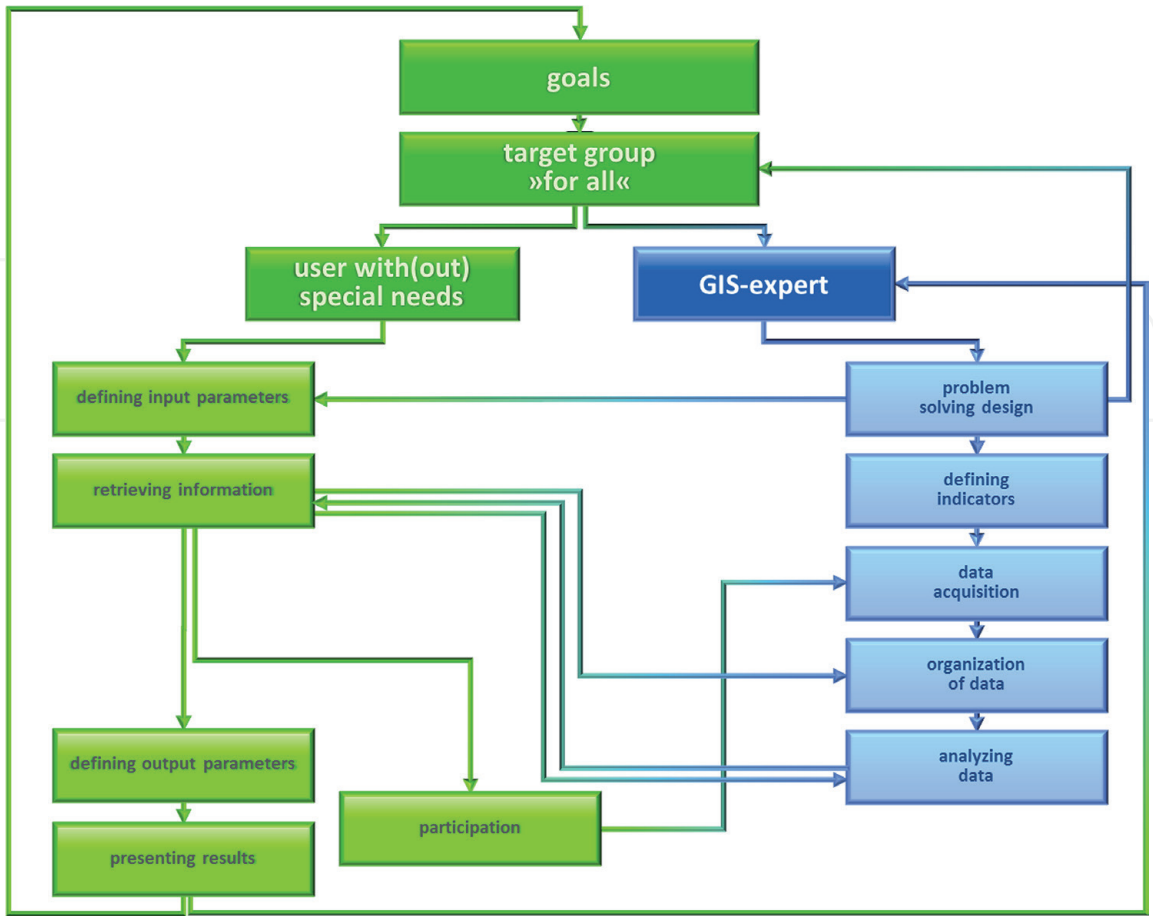 goals
target group
»for all«
user with(out)
special needs
GIS-expert
defining input parameters
problem
solving design
retrieving information
defining
indicators
data
acquisition
organization
of data
defining output parameters
analyzing
data
participation
presenting results